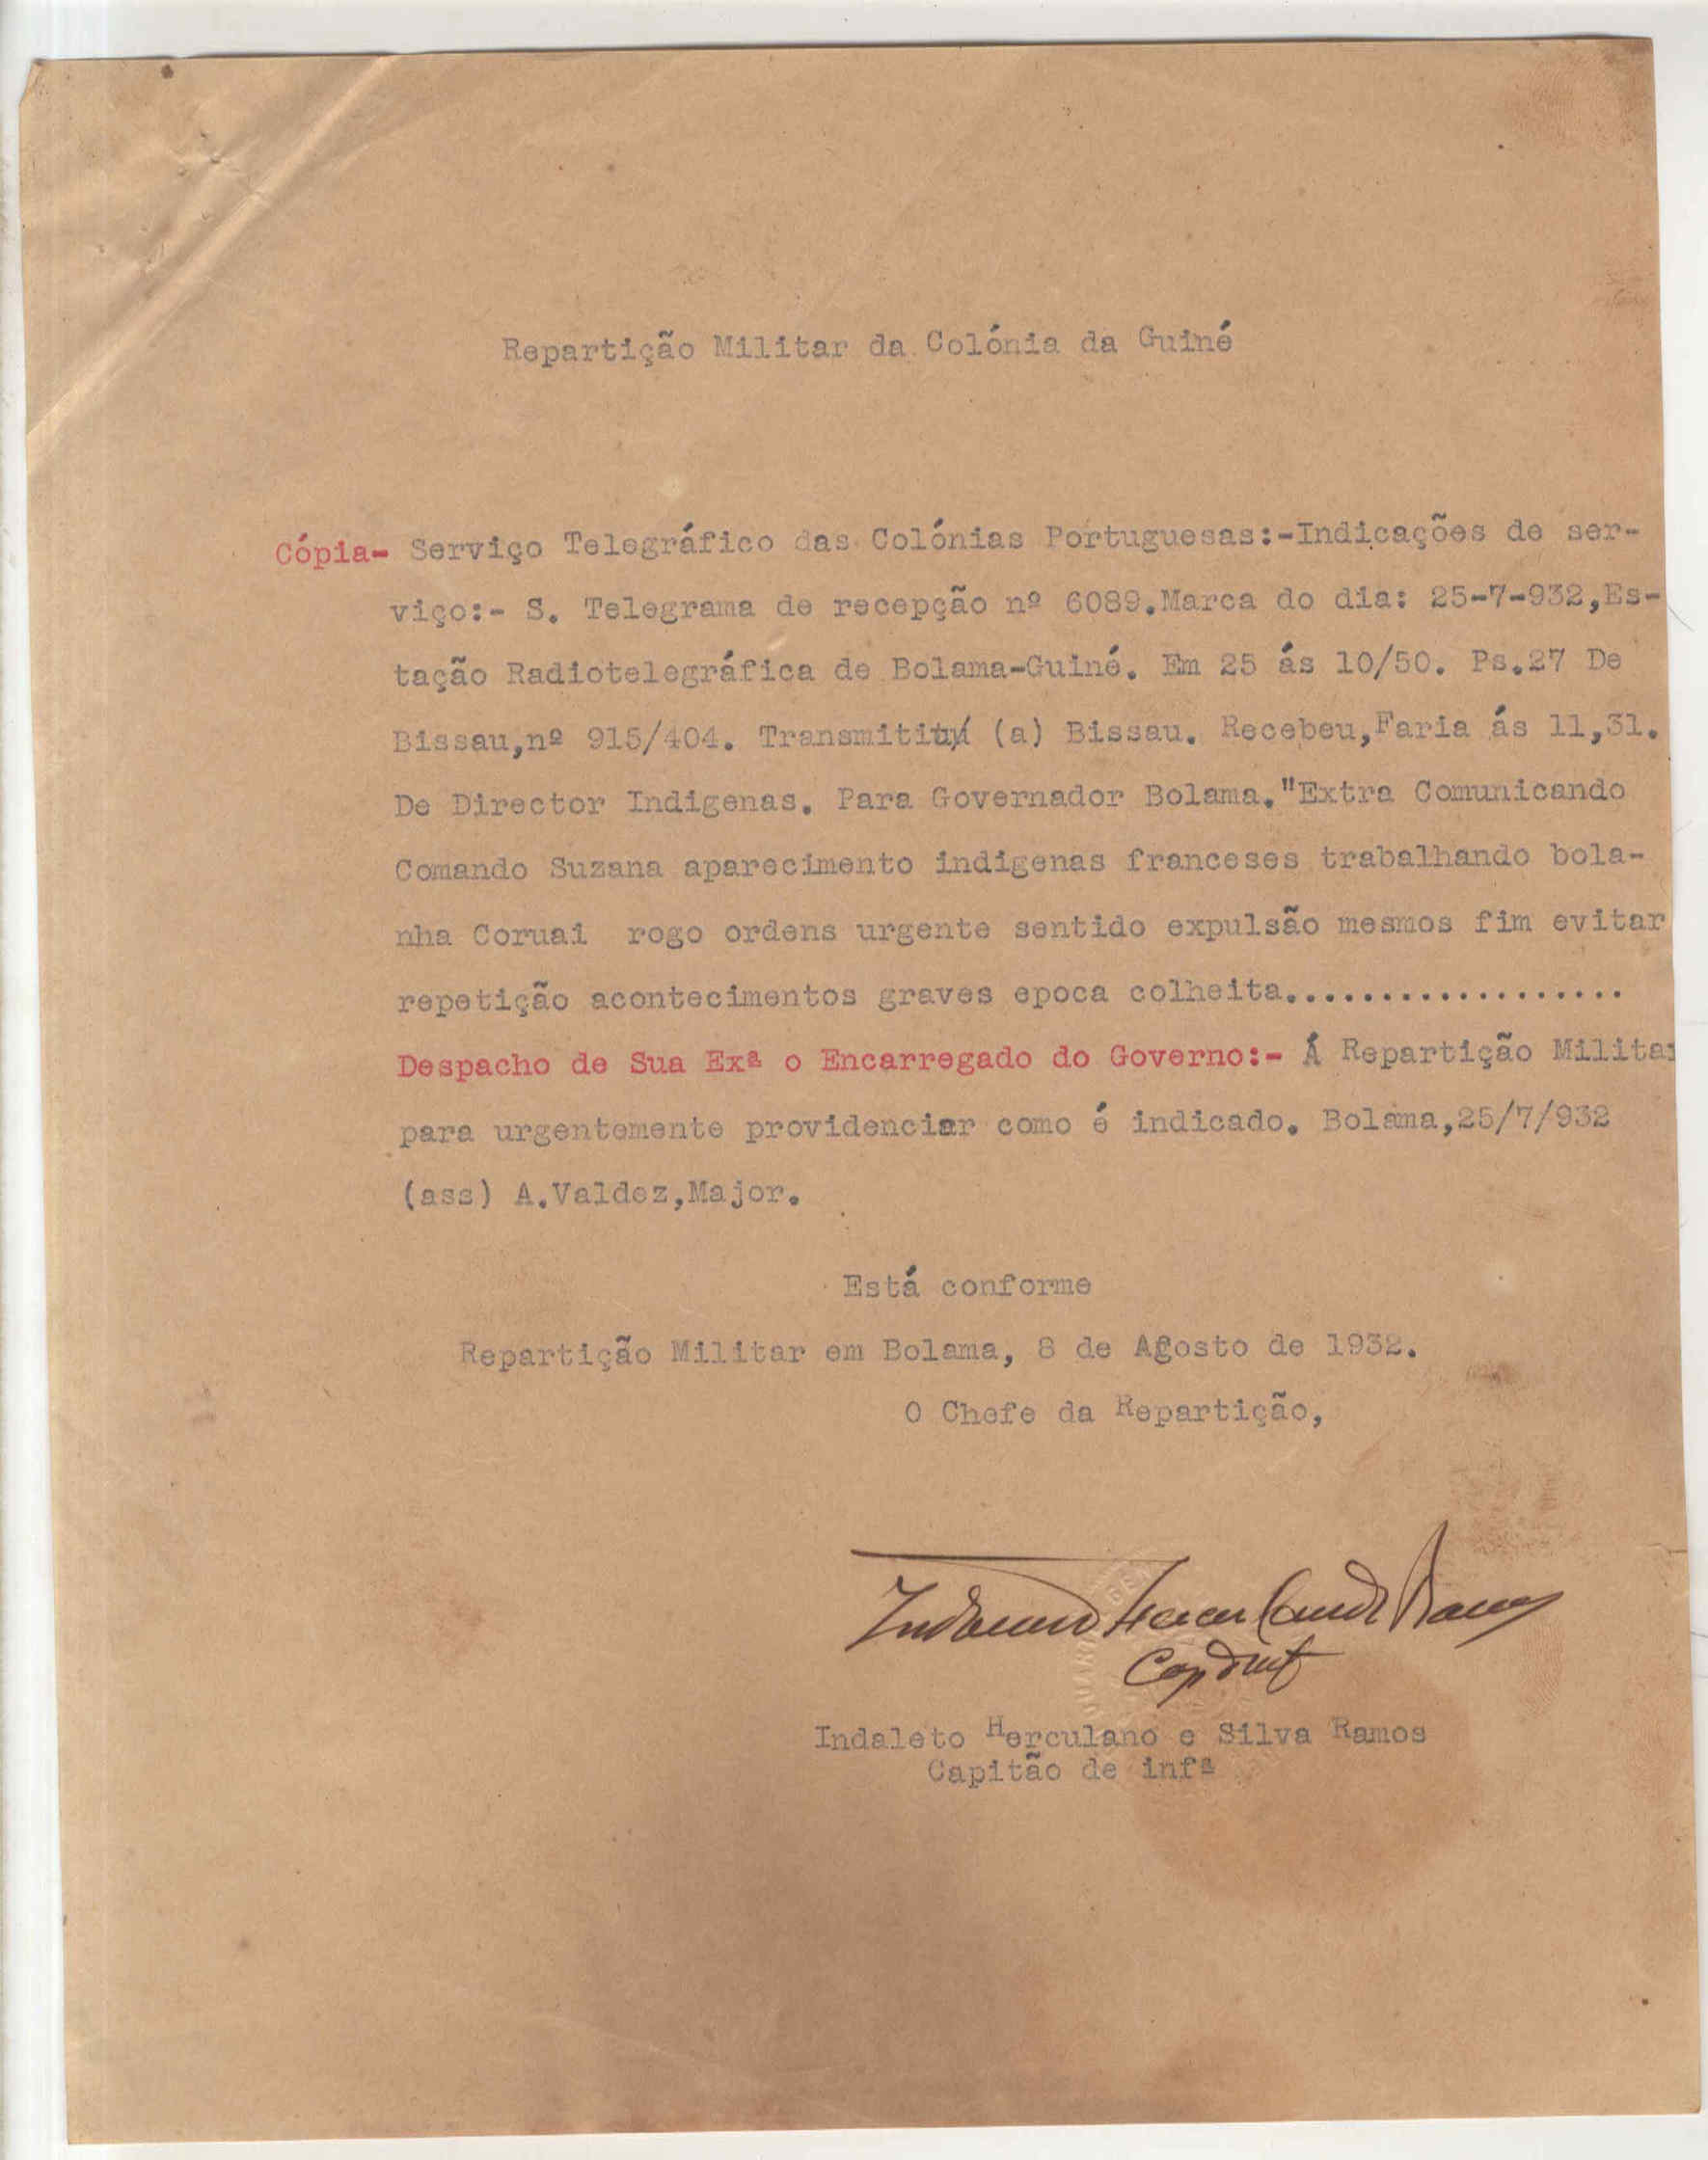 Repartição Militar da Colónia da Guiné
Cópia- Serviço Telegráfico das Colónias Portuguesas:-Indicações de ser-
viço:- S. Telegrama de recepção nº 6089.Marca do dia: 25-7-932,Es-
tação Radiotelegráfica de Bolama-Guiné. Em 25 ás 10/50. Ps.27 De
Bissau,nº 915/404. (a) Bissau. Recebeu,Faria ás 11,31.
De Director Indigenas. Para Governador Bolama."Extra Comunicando
Comando Suzana aparecimento indigenas franceses trabalhando bola-
nha Coruai rogo ordens urgente sentido expulsão mesmos fim evitar
repetição acontecimentos graves epoca colheita..................
Despacho de Sua Exª o Encarregado do Governo:- Á Repartição Militar
para urgentemente providenciar como é indicado. Bolama,25/7/932
(ass) A.Valdez,Major.
Está conforme
Repartição Militar em Bolama, 8 de Agosto de 1932.
O Chefe da Repartição,
Indaleto Herculano e Silva Ramos
Capitão de infª